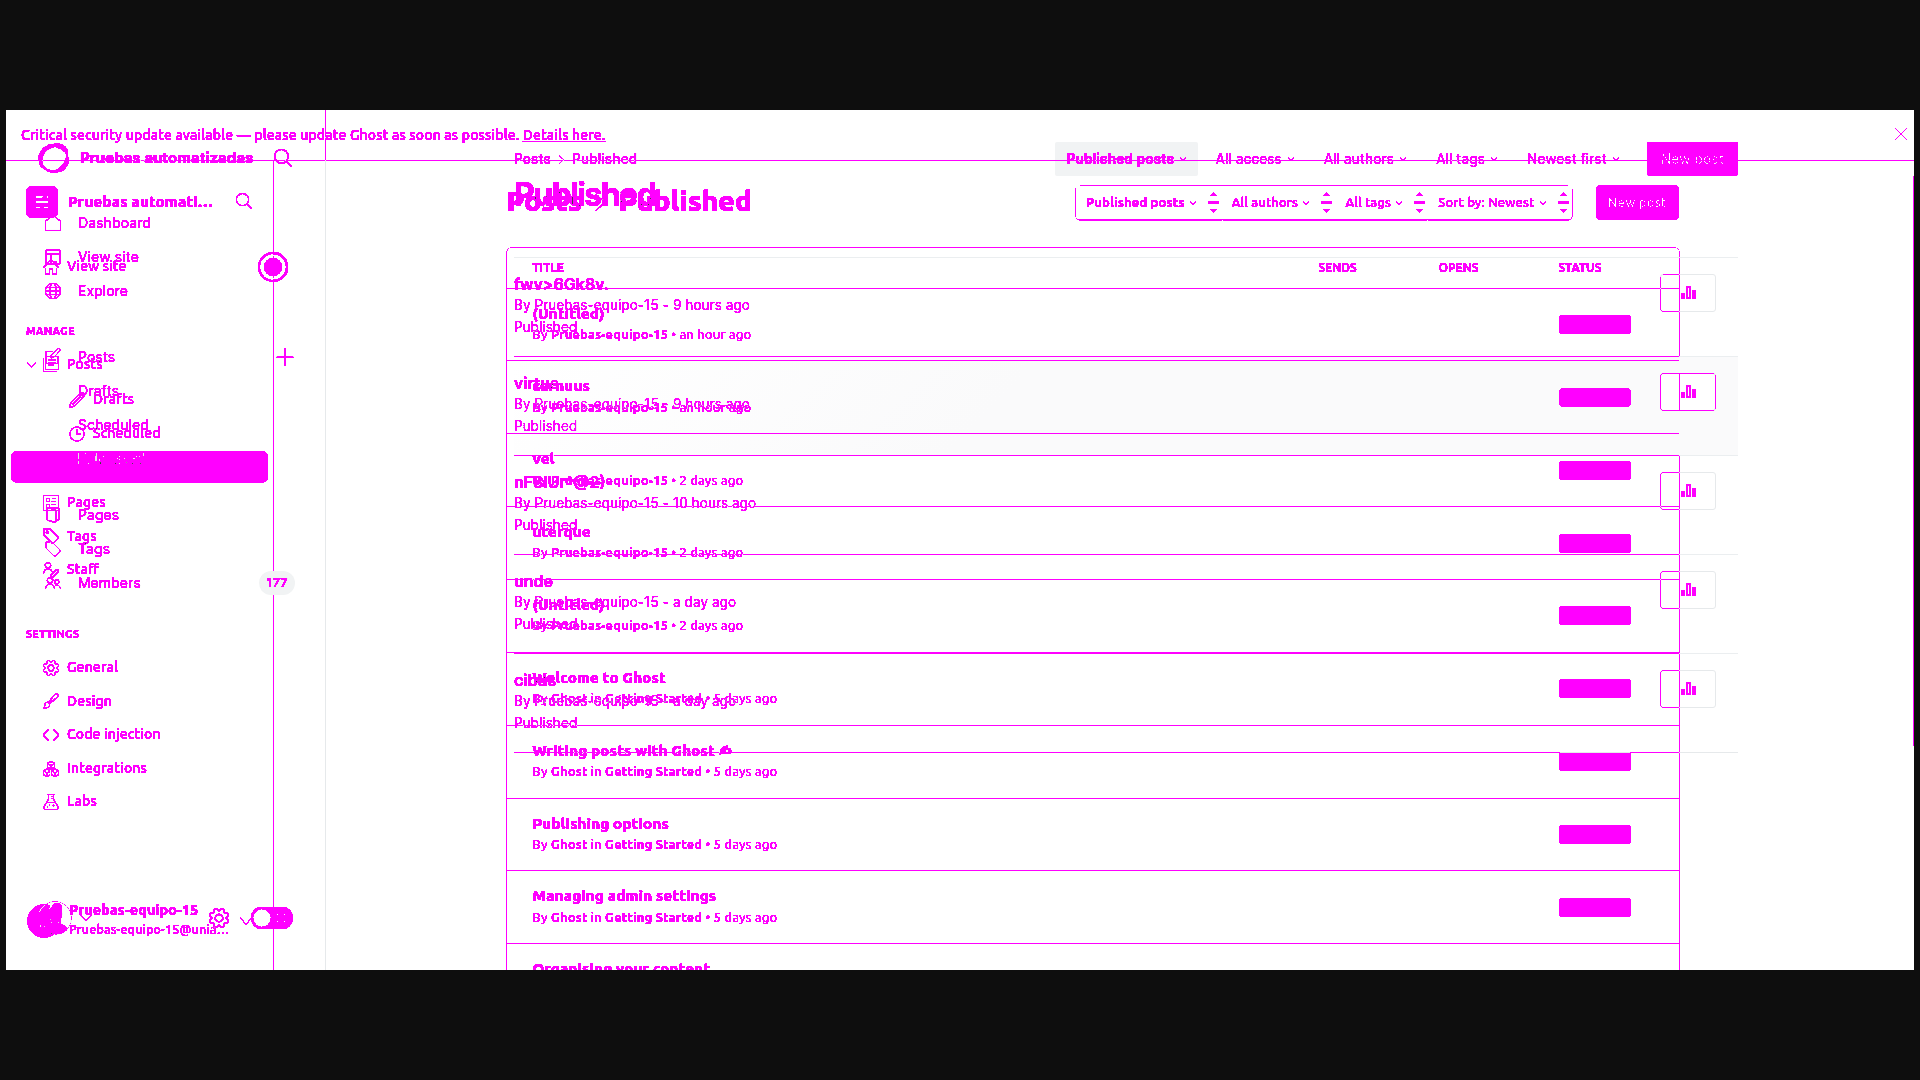 Critical security update available — please update Ghost as soon as possible. Details here.
Pruebas automatizadas
Posts > Published
Published posts
All access
All authors
All tags
Newest first
New post
Published
Posts > Published
Pruebas automati...
Published posts
All authors
All tags
Sort by: Newest
New post
Dashboard
View site
View site
Explore
MANAGE
Posts
Posts
Drafts
Drafts
Scheduled
Scheduled
Pages
Pages
Tags
Tags
Staff
Members
177
SETTINGS
General
Design
Code injection
Integrations
Labs
Pruebas-equipo-15
Pruebas-equipo-15@unia...
TITLE
SENDS
OPENS
STATUS
By Pruebas-equipo-15 - 9 hours ago
(Untitled)
Published
By Pruebas-equipo-15 • an hour ago
By Pruebas-equipo-15 - 9 hours ago
By Pruebas-equipo-15 • an hour ago
Published
vel
By Pruebas-equipo-15 • 2 days ago
By Pruebas-equipo-15 - 10 hours ago
Published
uterque
By Pruebas-equipo-15 • 2 days ago
unde
By Pruebas-equipo-15 - a day ago
(Untitled)
Published
By Pruebas-equipo-15 • 2 days ago
Welcome to Ghost
By Ghost in Getting Started • 5 days ago
By Pruebas-equipo-15 - a day ago
Published
Writing posts with Ghost
By Ghost in Getting Started • 5 days ago
Publishing options
By Ghost in Getting Started • 5 days ago
Managing admin settings
By Ghost in Getting Started • 5 days ago
Organising your content